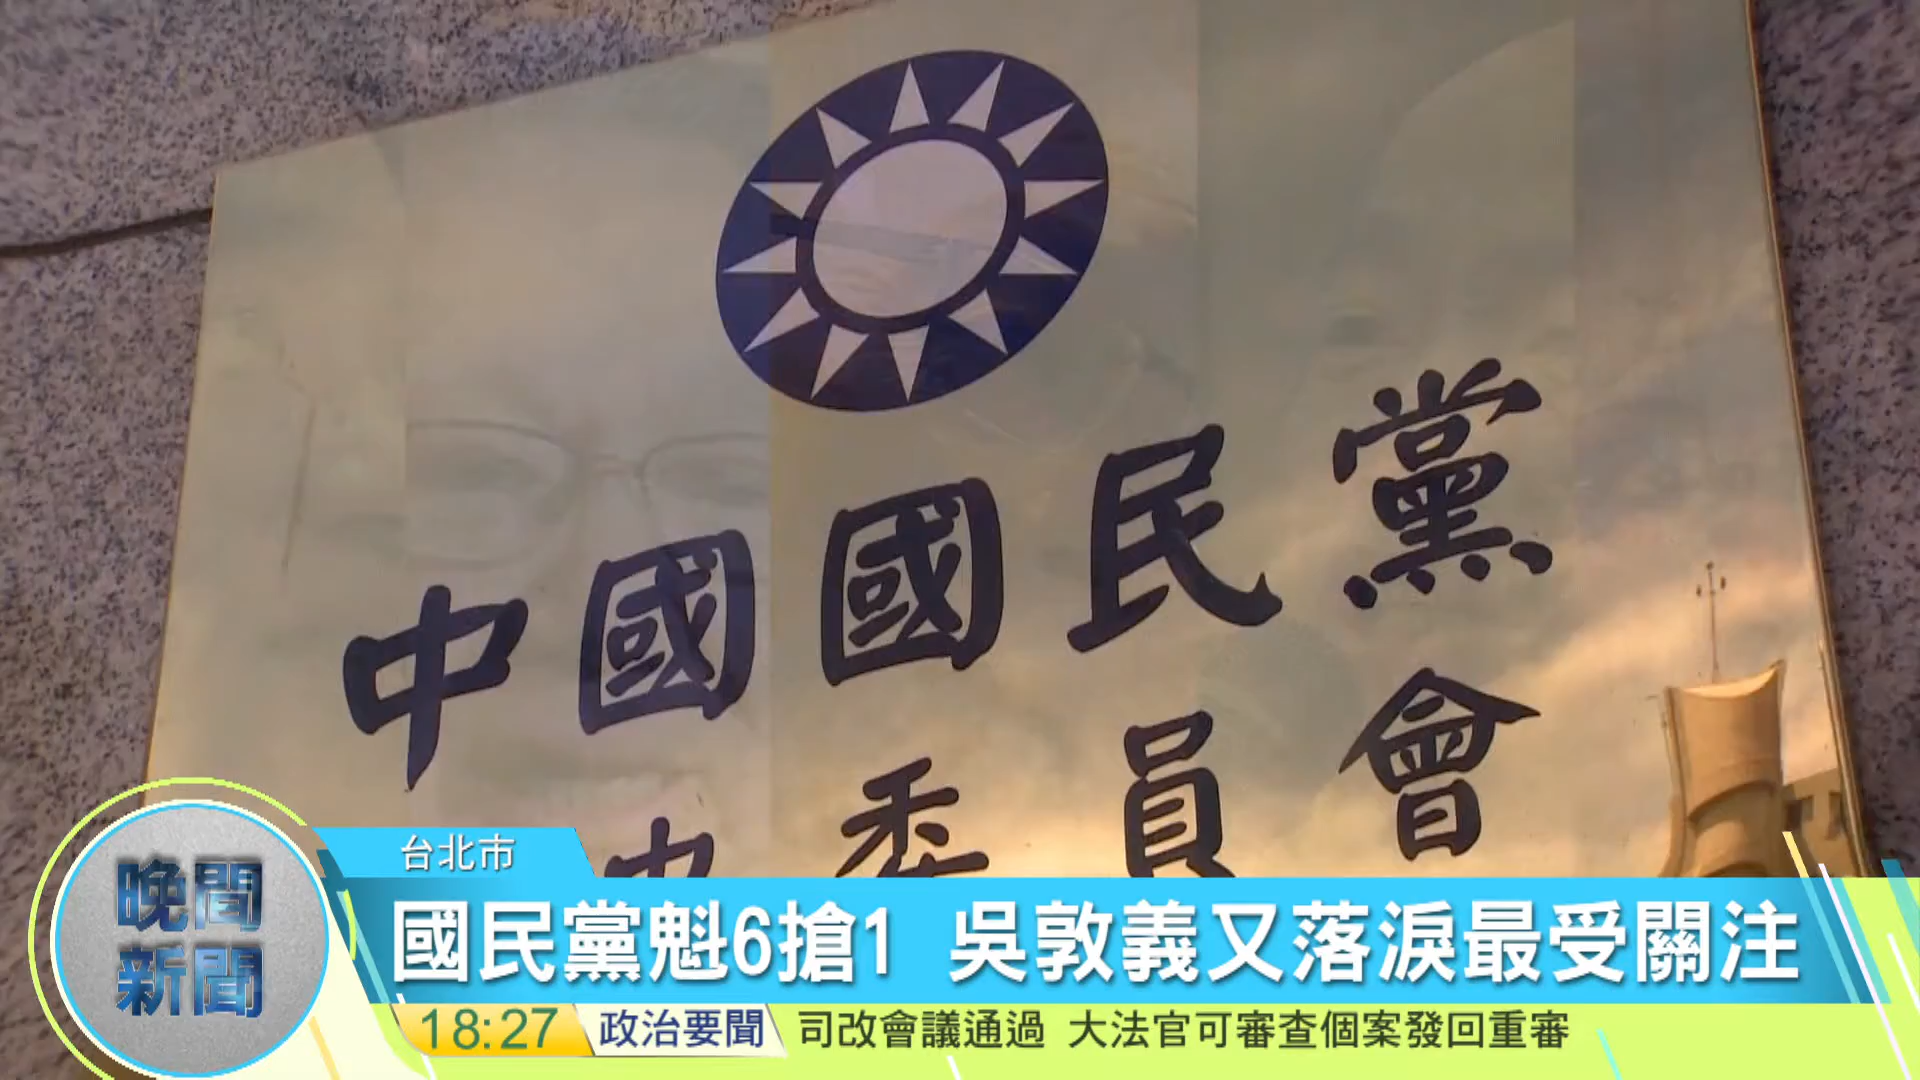 中國國民黨
中央委員會
台北市
晚間
新聞
國民黨魁6搶1 吳敦義又落淚最受關注
18:27 政治要聞 司改會議通過 大法官可審查個案發回重審